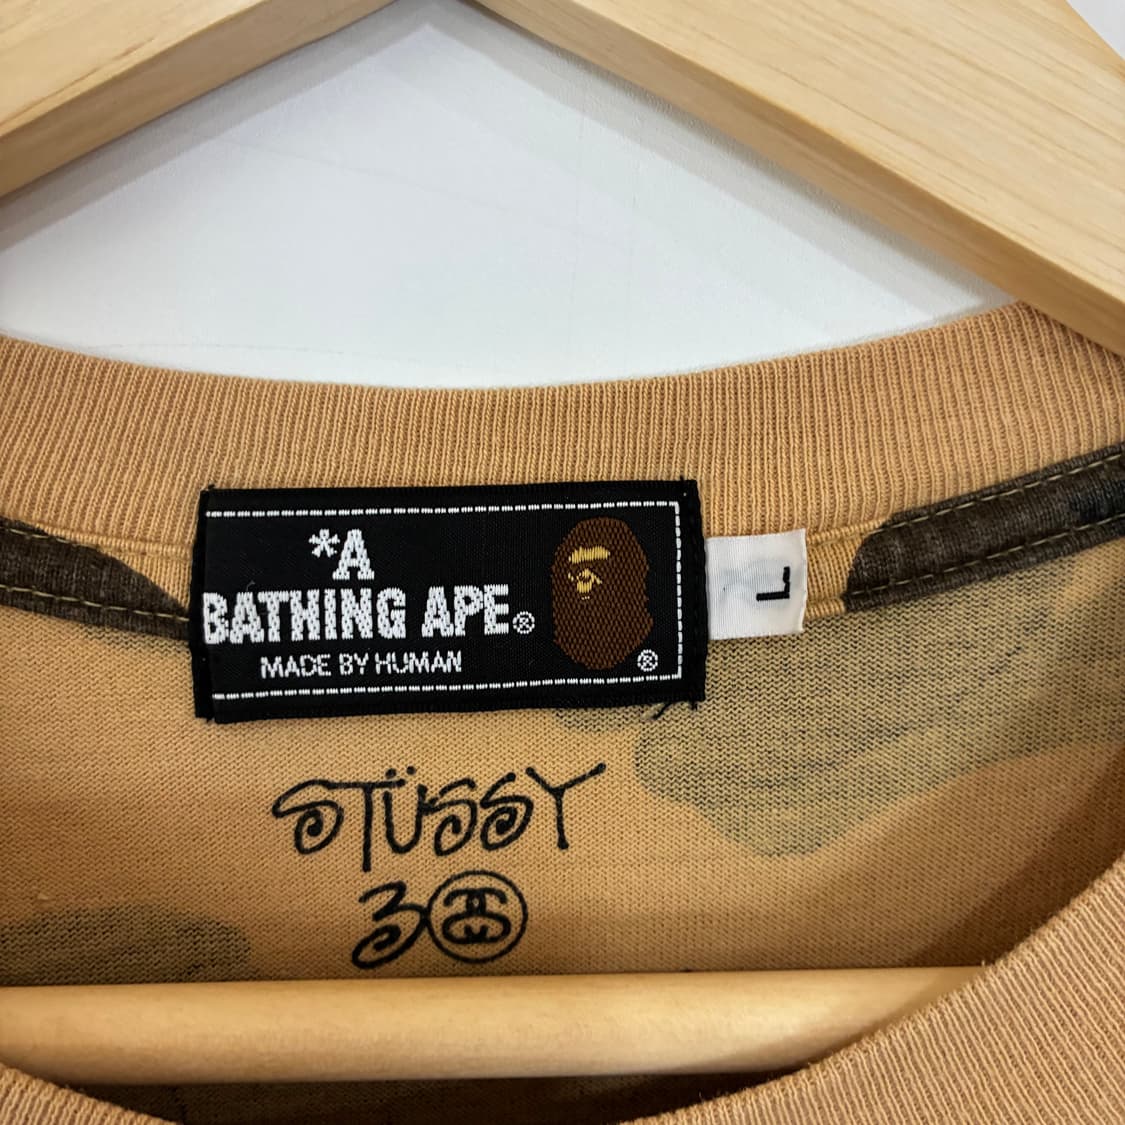 *A
BATHING APE®
MADE BY HUMAN
®
L
STÜSSY
30